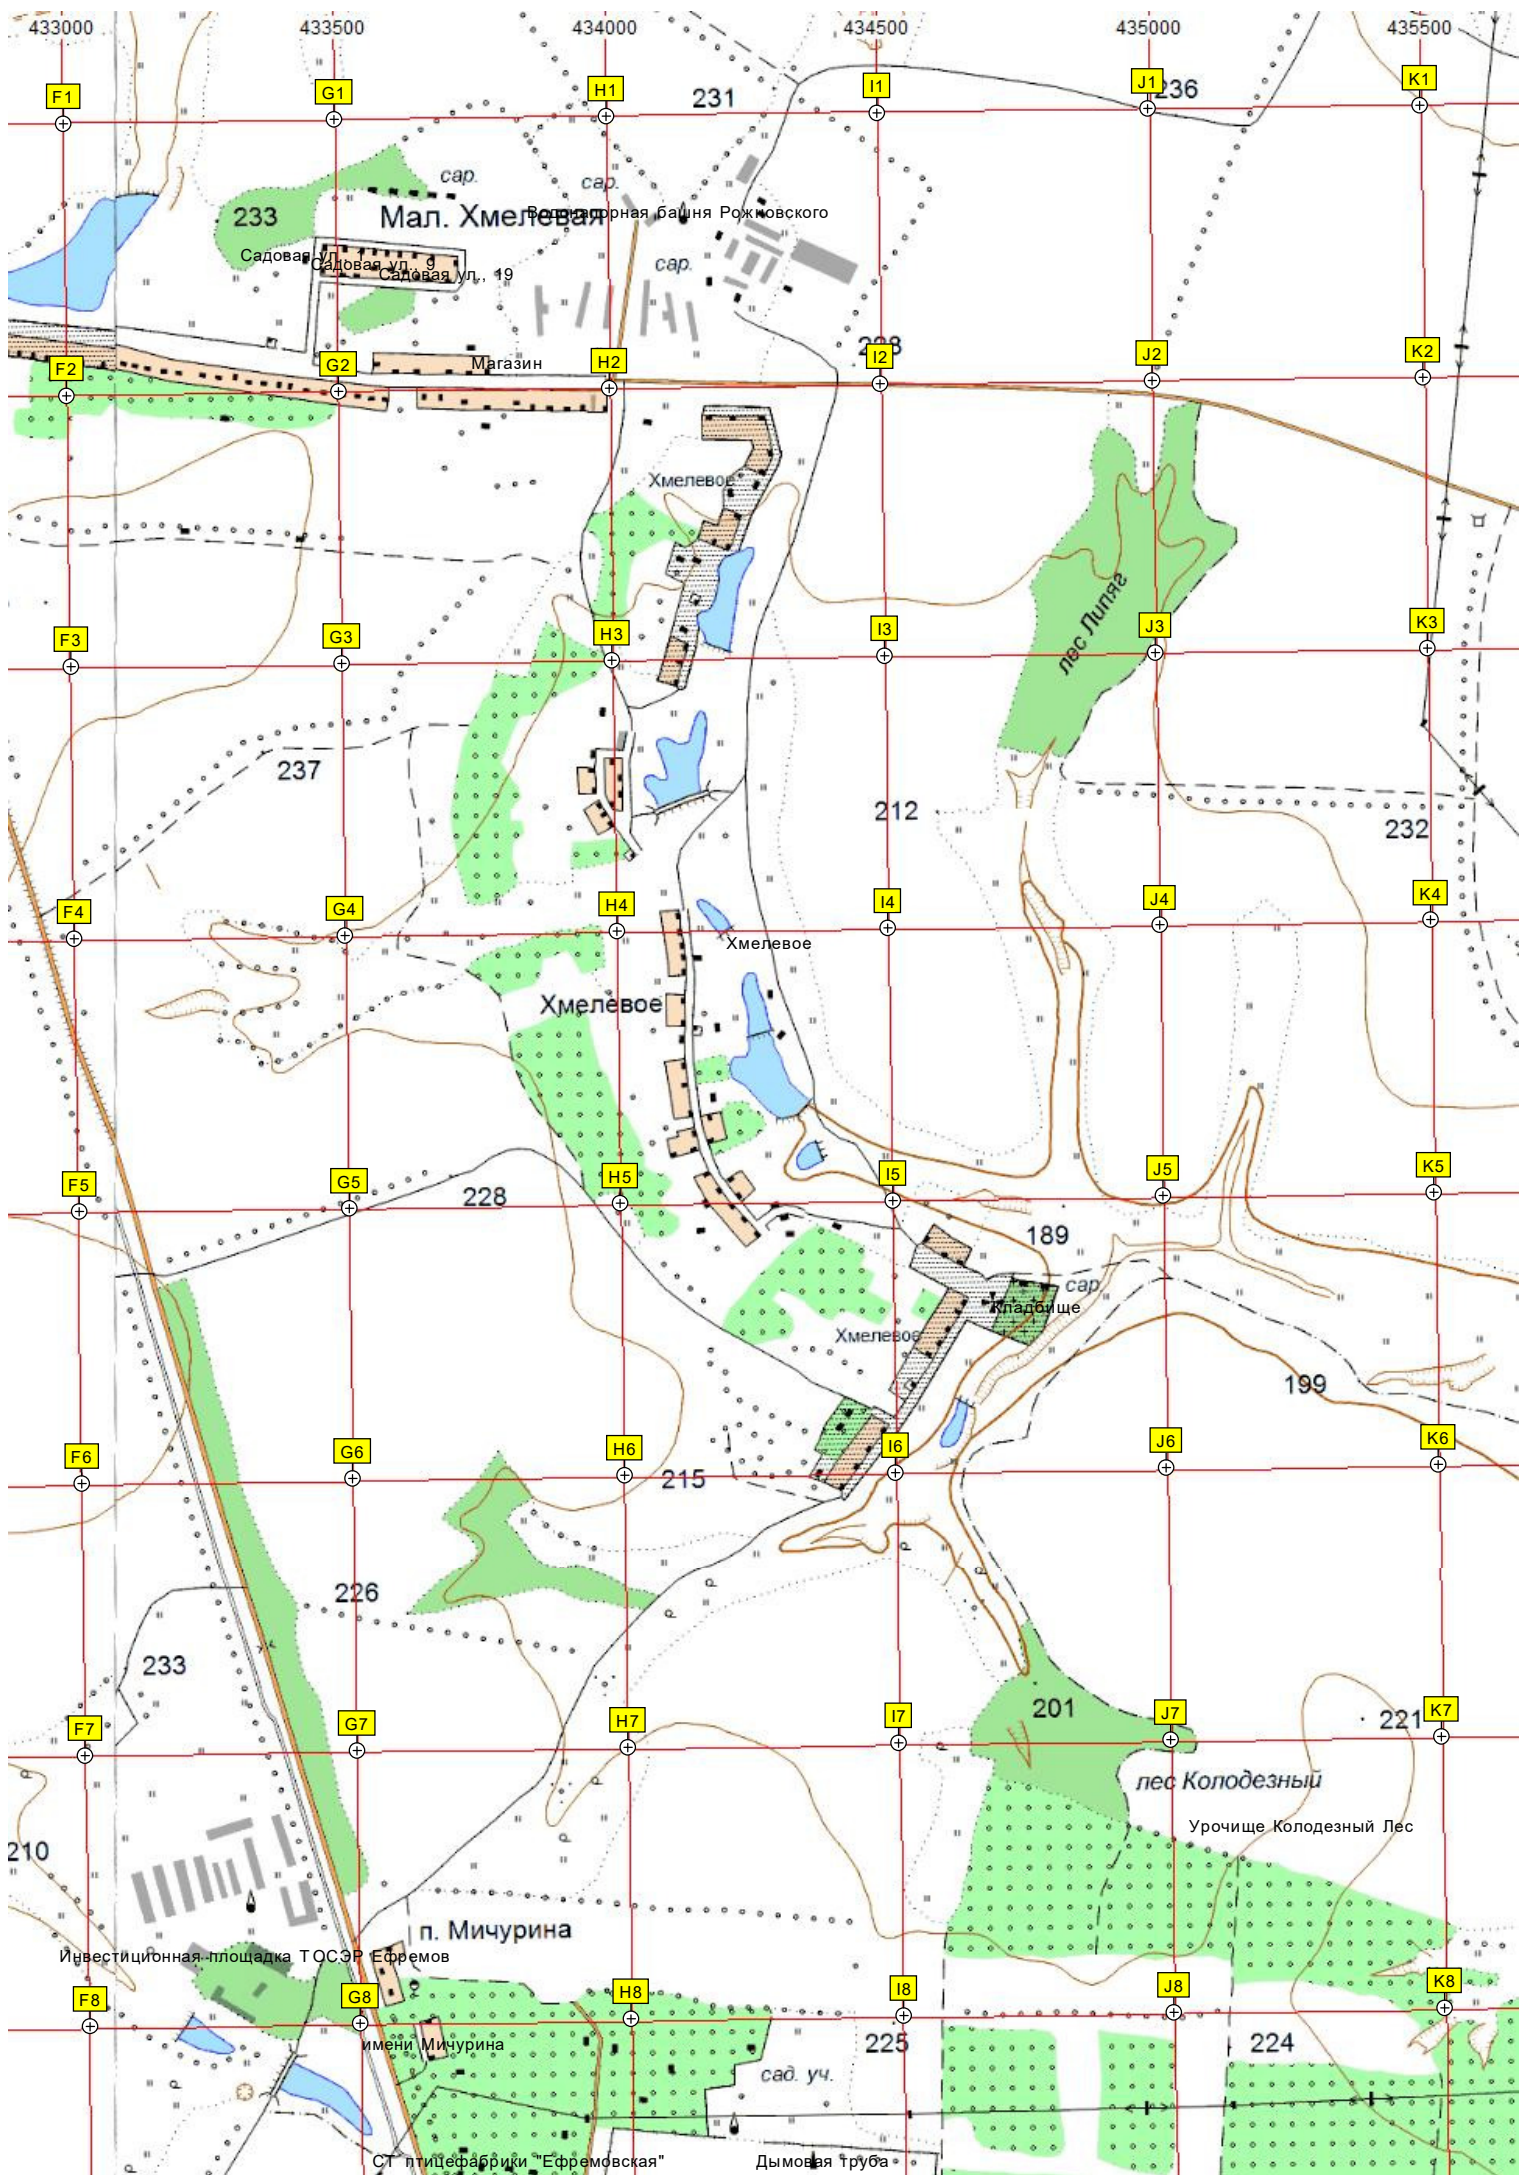 433000 433500 434000 434500 435000 435500
F1 G1 H1 231 I1 J1 236 K1
сар. сар.
233 Мал. Хмелевая Водонапорная башня Рожновского
Садовая ул., 1
Садовая ул., 9
Садовая ул., 19
сар.
228
F2 G2 Магазин H2 I2 J2 K2
Хмелевое
лес Липяг
F3 G3 H3 I3 J3 K3
237 212 232
F4 G4 H4 I4 J4 K4
Хмелевое
Хмелевое
F5 G5 228 H5 I5 J5 K5
189
сар.
Кладбище
Хмелевое
199
F6 G6 H6 215 I6 J6 K6
226
233
201
F7 G7 H7 I7 J7 221 K7
лес Колодезный
Урочище Колодезный Лес
210
п. Мичурина
Инвестиционная площадка ТОСЭР Ефремов
F8 G8 H8 I8 J8 K8
имени Мичурина 225 224
сад. уч.
СТ птицефабрики "Ефремовская" Дымовая труба